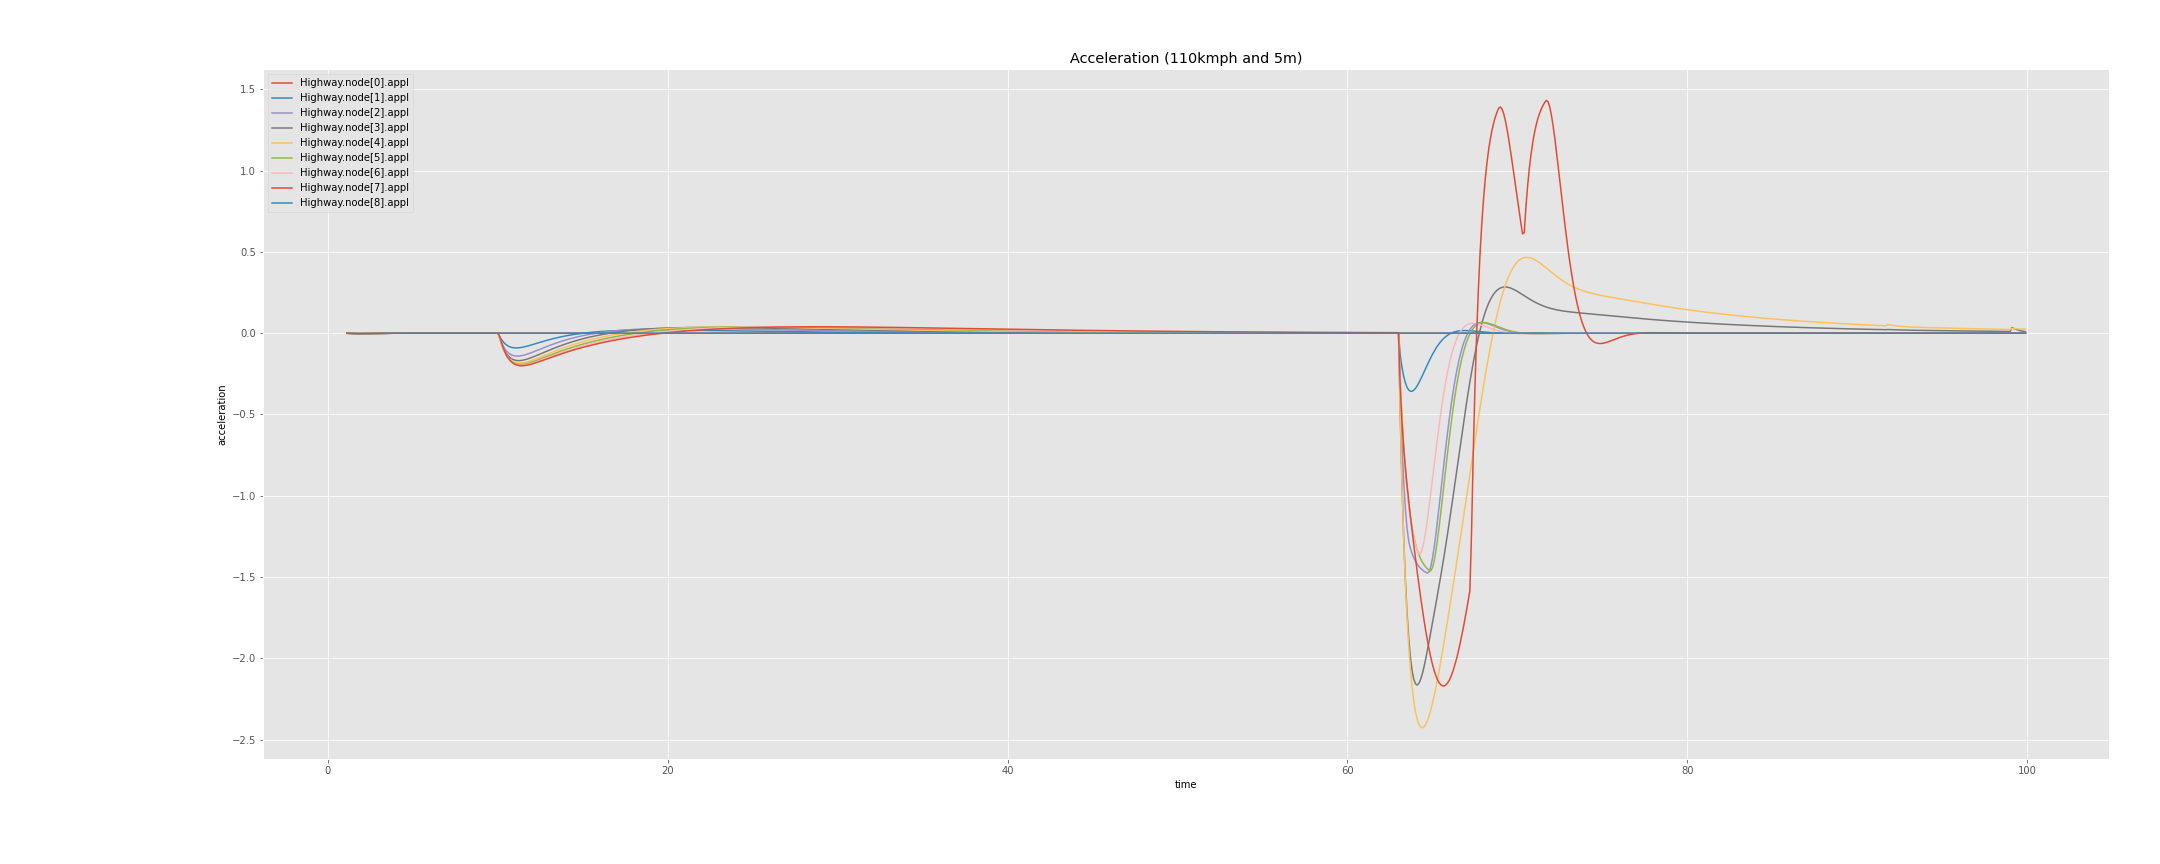 Acceleration (110kmph and 5m)
Highway.node[0].appl
Highway.node[1].appl
Highway.node[2].appl
Highway.node[3].appl
Highway.node[4].appl
Highway.node[5].appl
Highway.node[6].appl
Highway.node[7].appl
Highway.node[8].appl
1.5
1.0
0.5
0.0
−0.5
−1.0
−1.5
−2.0
−2.5
acceleration
0 20 40 60 80 100
time